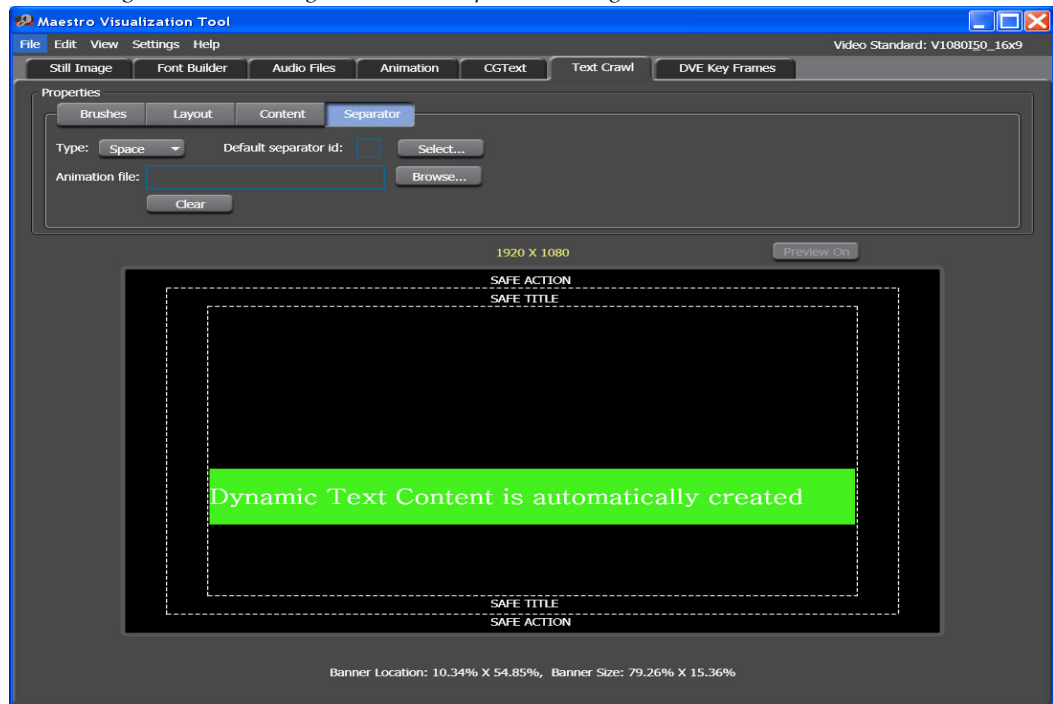 Maestro Visualization Tool
File Edit View Settings Help Video Standard: V1080I50_16x9
Still Image Font Builder Audio Files Animation CGText Text Crawl DVE Key Frames
Properties
Brushes Layout Content Separator
Type: Space Default separator id: Select...
Animation file: Browse...
Clear
1920 X 1080 Preview On
SAFE ACTION
SAFE TITLE
Dynamic Text Content is automatically created
SAFE TITLE
SAFE ACTION
Banner Location: 10.34% X 54.85%, Banner Size: 79.26% X 15.36%